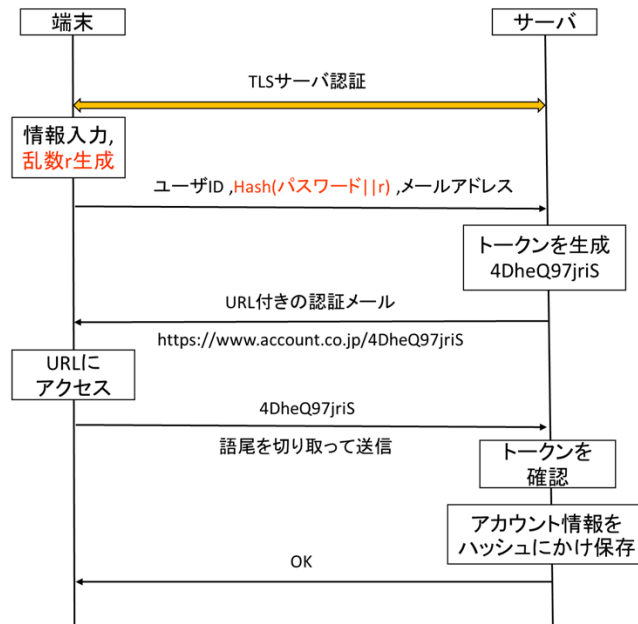 端末
サーバ
TLSサーバ認証
情報入力,
乱数r生成
ユーザID ,Hash(パスワード||r) ,メールアドレス
トークンを生成
4DheQ97jriS
URL付きの認証メール
https://www.account.co.jp/4DheQ97jriS
URLに
アクセス
4DheQ97jriS
語尾を切り取って送信
トークンを
確認
アカウント情報を
ハッシュにかけ保存
OK